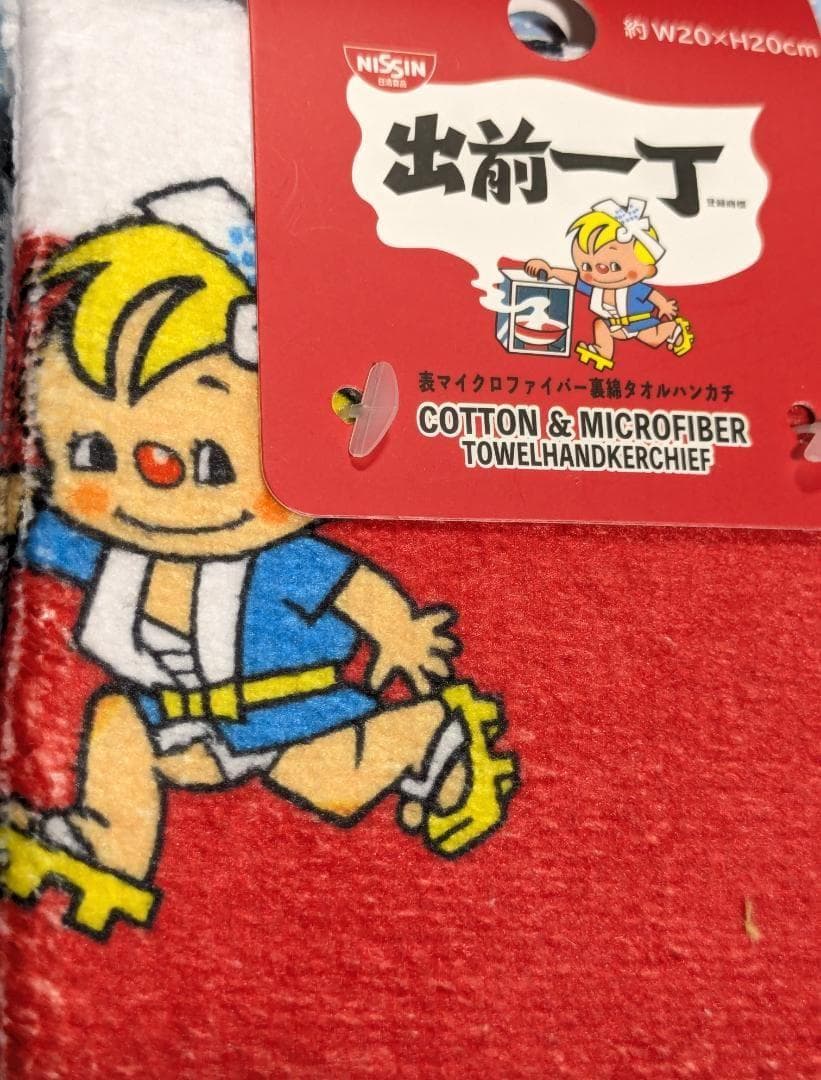 約W20×H20cm
NISSIN
日清食品
出前一丁
登録商標
表マイクロファイバー裏綿タオルハンカチ
COTTON & MICROFIBER
TOWELHANDKERCHIEF